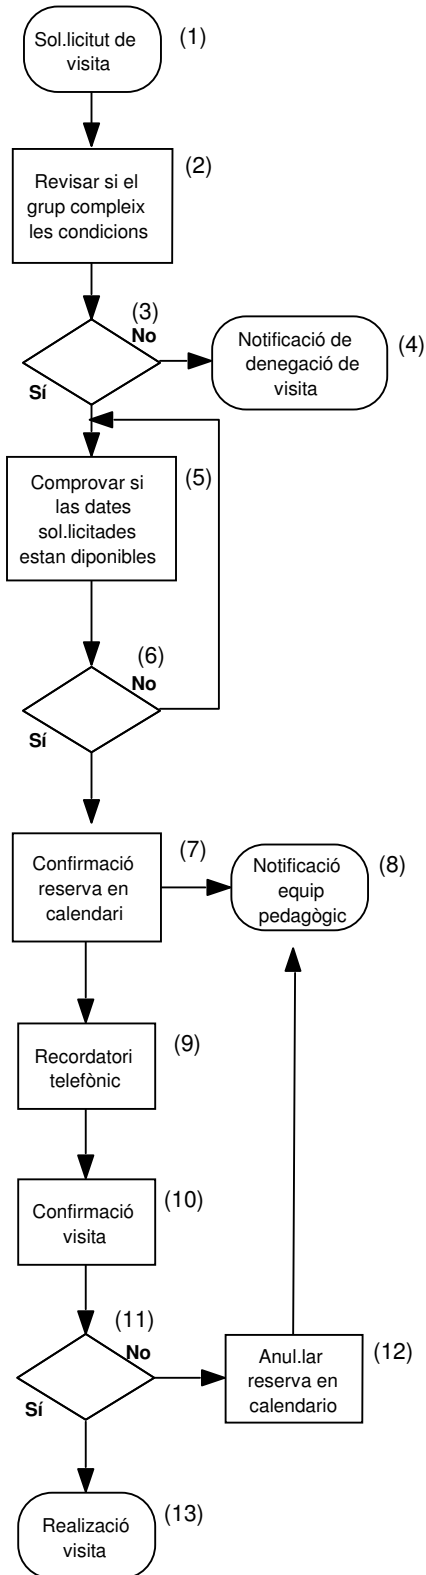 Sol.licitut de
visita
(1)
Revisar si el
grup compleix
les condicions
(2)
(3)
No
Sí
Notificació de
denegació de
visita
(4)
Comprovar si
las dates
sol.licitades
estan diponibles
(5)
(6)
No
Sí
Confirmació
reserva en
calendari
(7)
Notificació
equip
pedagògic
(8)
Recordatori
telefònic
(9)
Confirmació
visita
(10)
(11)
No
Sí
Anul.lar
reserva en
calendario
(12)
Realizació
visita
(13)